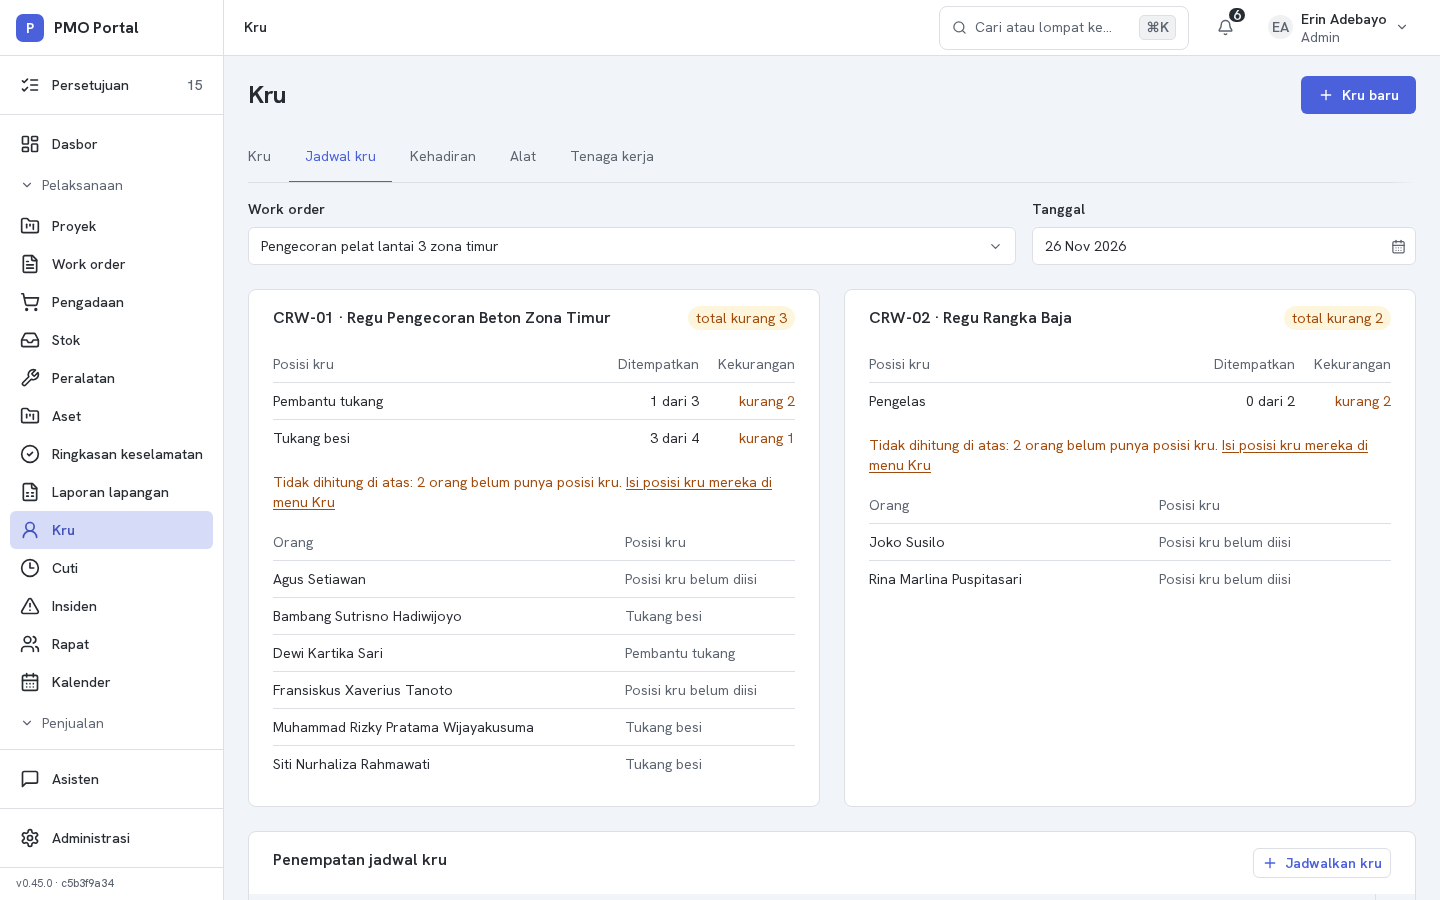 P PMO Portal
Kru
Cari atau lompat ke... ⌘K
6
EA
Erin Adebayo
Admin
Persetujuan 15
Dasbor
Pelaksanaan
Proyek
Work order
Pengadaan
Stok
Peralatan
Aset
Ringkasan keselamatan
Laporan lapangan
Kru
Cuti
Insiden
Rapat
Kalender
Penjualan
Asisten
Administrasi
v0.45.0 · c5b3f9a34
Kru
Kru baru
Kru Jadwal kru Kehadiran Alat Tenaga kerja
Work order
Pengecoran pelat lantai 3 zona timur
Tanggal
26 Nov 2026
CRW-01 · Regu Pengecoran Beton Zona Timur total kurang 3
Posisi kru Ditempatkan Kekurangan
Pembantu tukang 1 dari 3 kurang 2
Tukang besi 3 dari 4 kurang 1
Tidak dihitung di atas: 2 orang belum punya posisi kru. Isi posisi kru mereka di
menu Kru
Orang Posisi kru
Agus Setiawan Posisi kru belum diisi
Bambang Sutrisno Hadiwijoyo Tukang besi
Dewi Kartika Sari Pembantu tukang
Fransiskus Xaverius Tanoto Posisi kru belum diisi
Muhammad Rizky Pratama Wijayakusuma Tukang besi
Siti Nurhaliza Rahmawati Tukang besi
CRW-02 · Regu Rangka Baja total kurang 2
Posisi kru Ditempatkan Kekurangan
Pengelas 0 dari 2 kurang 2
Tidak dihitung di atas: 2 orang belum punya posisi kru. Isi posisi kru mereka di
menu Kru
Orang Posisi kru
Joko Susilo Posisi kru belum diisi
Rina Marlina Puspitasari Posisi kru belum diisi
Penempatan jadwal kru
Jadwalkan kru